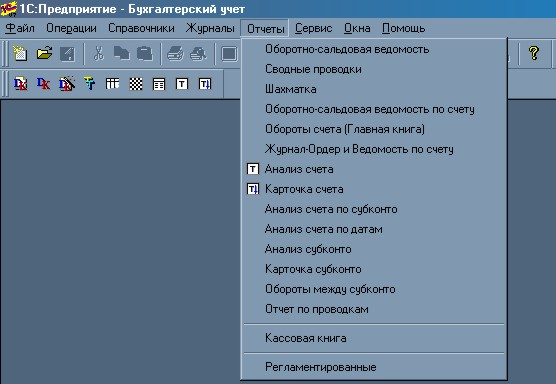 1С:Предприятие - Бухгалтерский учет
Файл Операции Справочники Журналы Отчеты Сервис Окна Помощь
Оборотно-сальдовая ведомость
Сводные проводки
Шахматка
Оборотно-сальдовая ведомость по счету
Обороты счета (Главная книга)
Журнал-Ордер и Ведомость по счету
Анализ счета
Карточка счета
Анализ счета по субконто
Анализ счета по датам
Анализ субконто
Карточка субконто
Обороты между субконто
Отчет по проводкам
Кассовая книга
Регламентированные